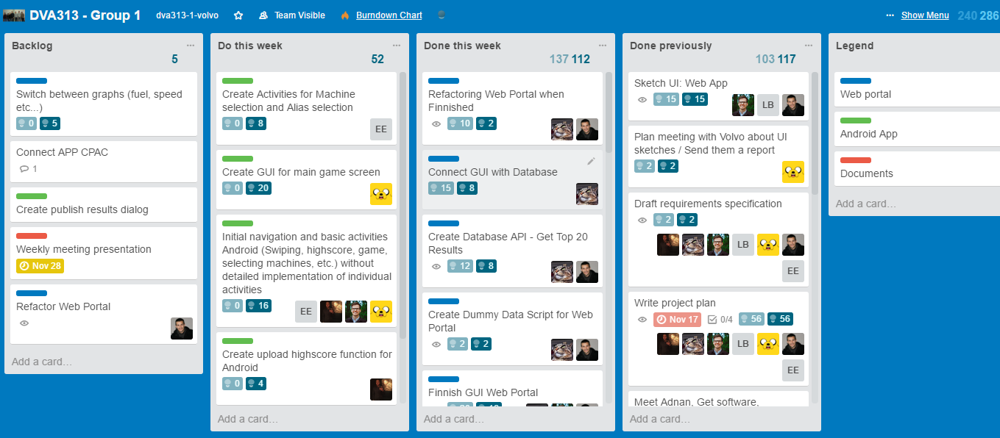 DVA313 - Group 1 dva313-1-volvo Team Visible Burndown Chart ... Show Menu 240 286
Backlog ...
5
Switch between graphs (fuel, speed
etc...)
0 5
Connect APP CPAC
1
Create publish results dialog
Weekly meeting presentation
Nov 28
Refactor Web Portal
Add a card...
Do this week ...
52
Create Activities for Machine
selection and Alias selection
0 8
EE
Create GUI for main game screen
0 20
Initial navigation and basic activities
Android (Swiping, highscore, game,
selecting machines, etc.) without
detailed implementation of individual
activities
0 16 EE
Create upload highscore function for
Android
0 4
Add a card...
Done this week ...
137 112
Refactoring Web Portal when
Finnished
10 2
Connect GUI with Database
15 8
Create Database API - Get Top 20
Results
12 8
Create Dummy Data Script for Web
Portal
2 2
Finnish GUI Web Portal
Add a card...
Done previously ...
103 117
Sketch UI: Web App
15 15
LB
Plan meeting with Volvo about UI
sketches / Send them a report
2 2
Draft requirements specification
2 2
LB
EE
Write project plan
Nov 17 0/4 56 56
LB
EE
Meet Adnan, Get software,
Add a card...
Legend
Web portal
Android App
Documents
Add a card...